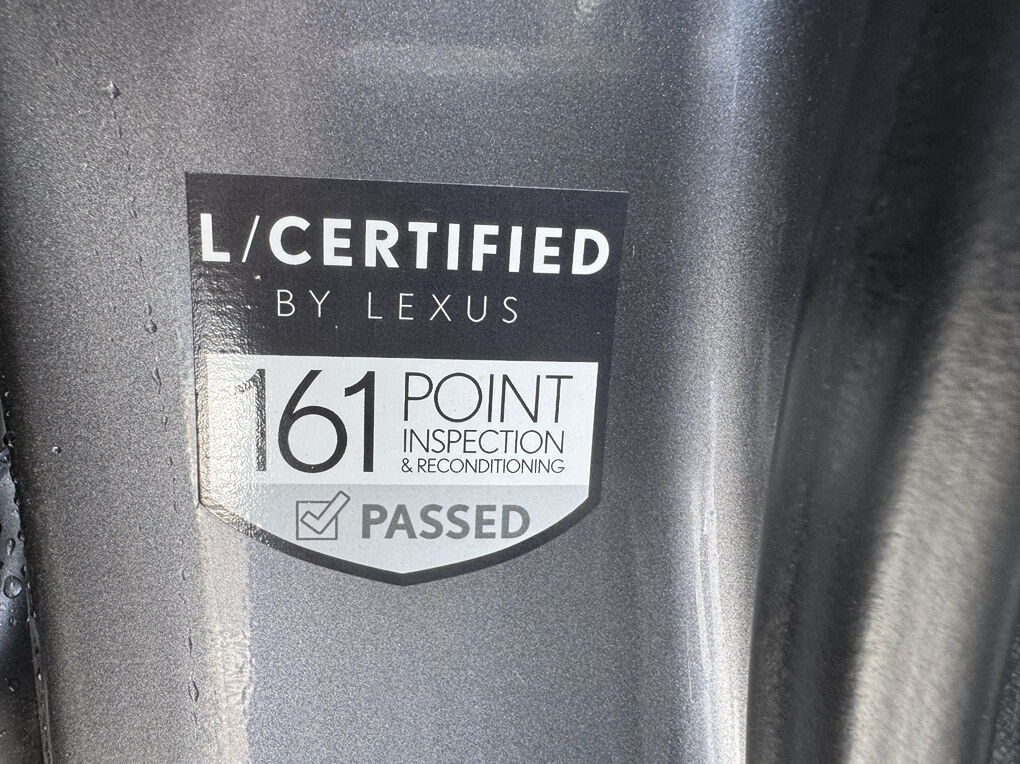 L/CERTIFIED
BY LEXUS
161 POINT
INSPECTION
& RECONDITIONING
PASSED